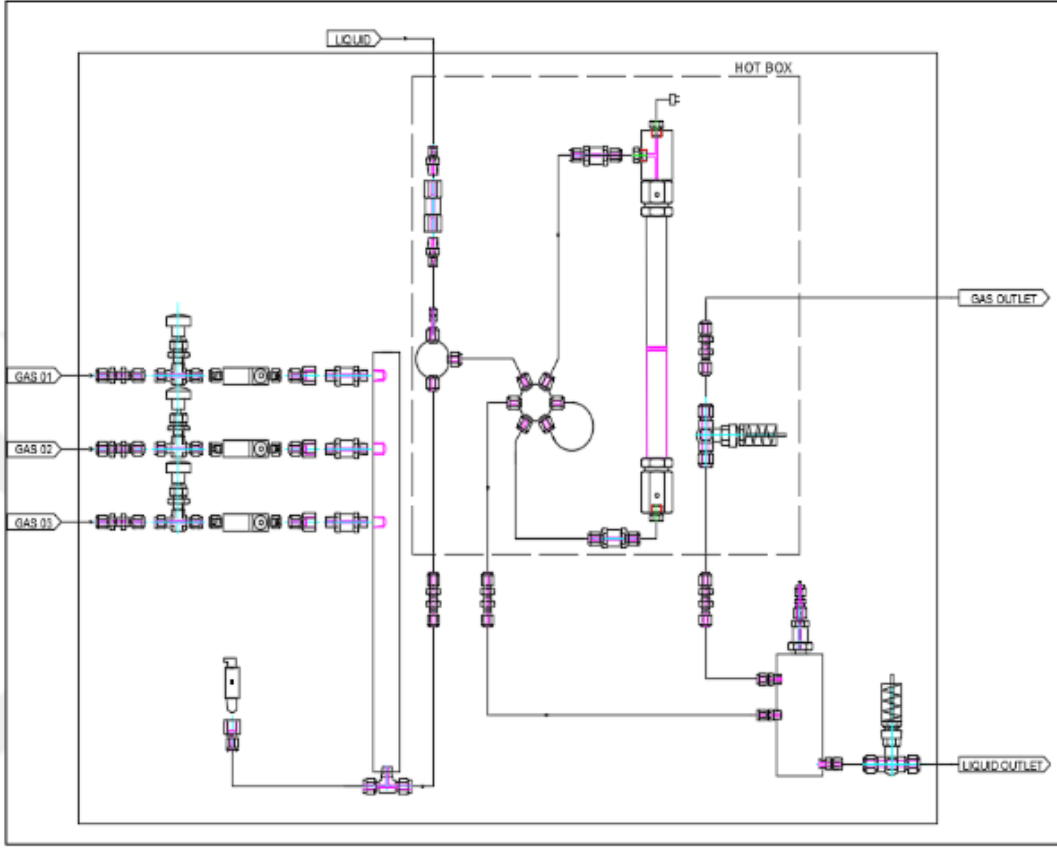 LIQUID
HOT BOX
GAS OUTLET
GAS 01
GAS 02
GAS 03
LIQUID OUTLET